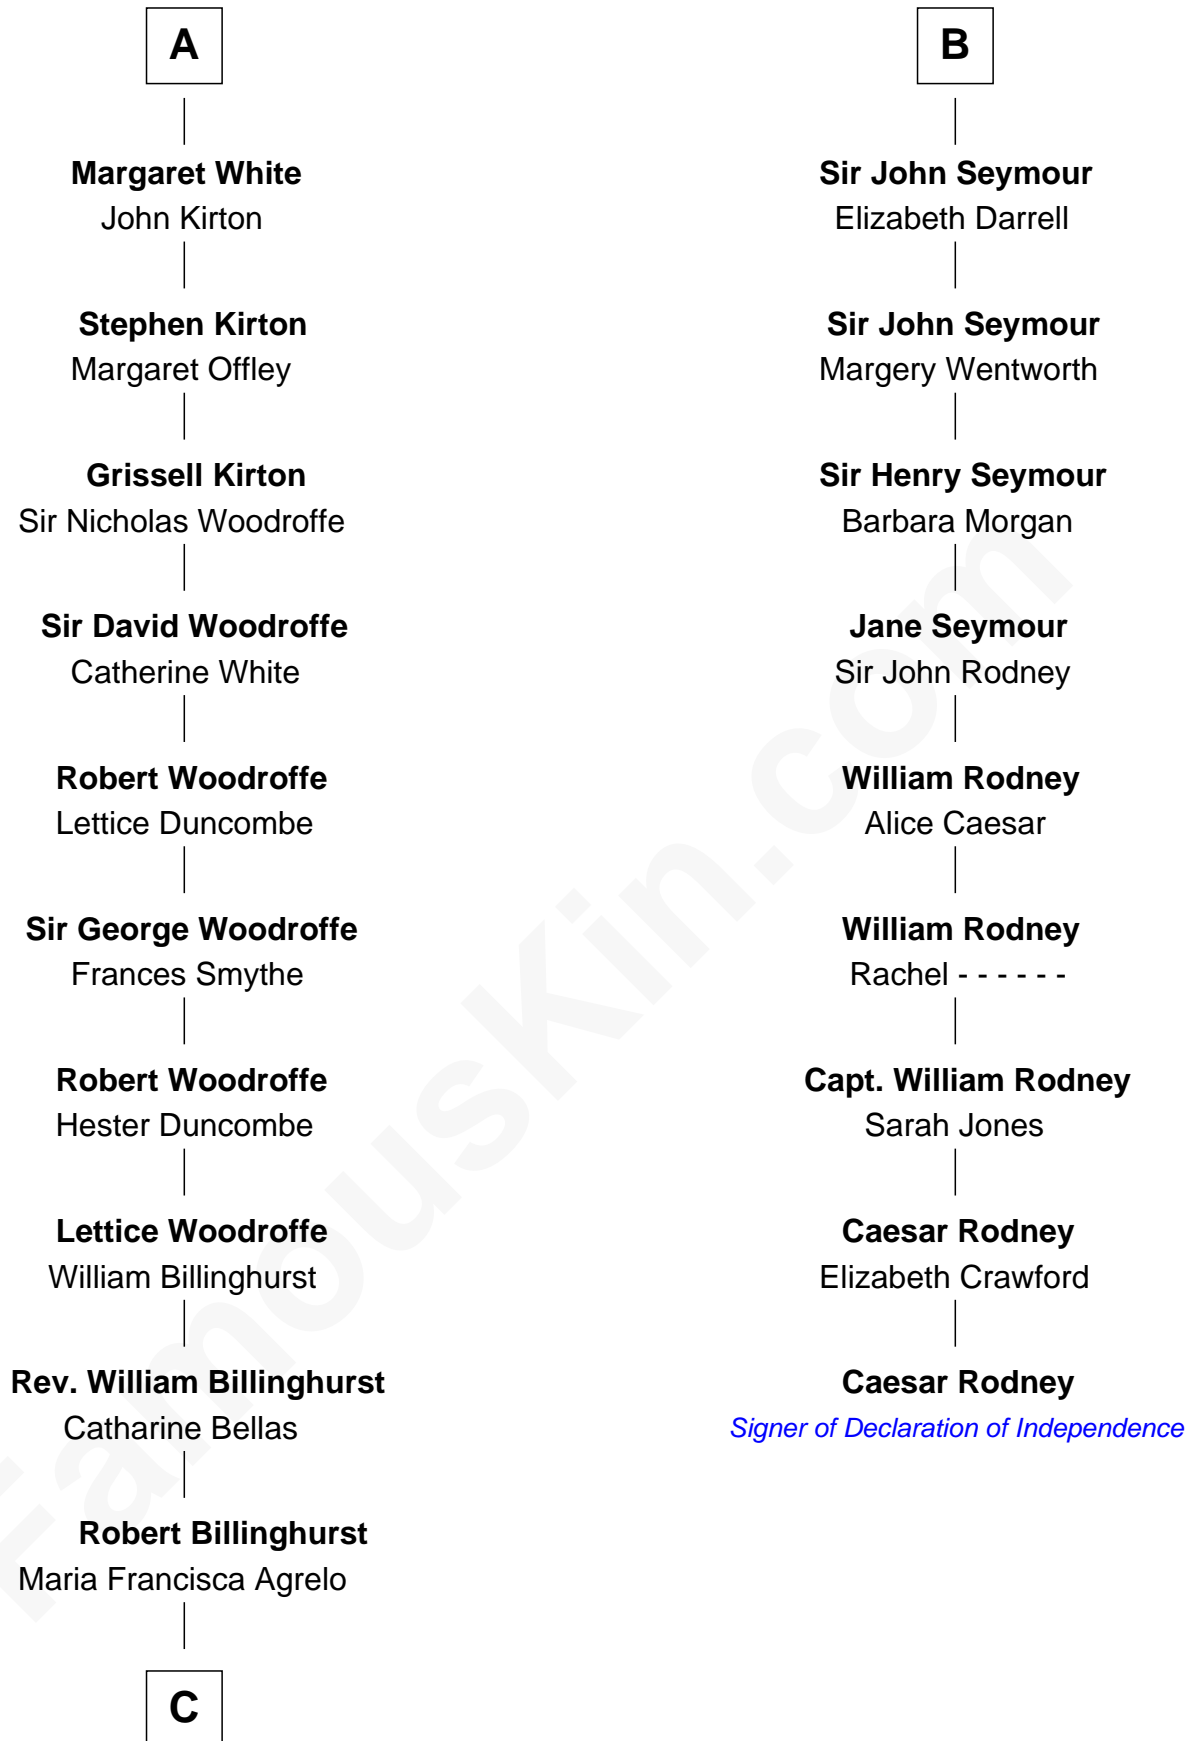 A
Margaret White
John Kirton
Stephen Kirton
Margaret Offley
Grissell Kirton
Sir Nicholas Woodroffe
Sir David Woodroffe
Catherine White
Robert Woodroffe
Lettice Duncombe
Sir George Woodroffe
Frances Smythe
Robert Woodroffe
Hester Duncombe
Lettice Woodroffe
William Billinghurst
Rev. William Billinghurst
Catharine Bellas
Robert Billinghurst
Maria Francisca Agrelo
C
B
Sir John Seymour
Elizabeth Darrell
Sir John Seymour
Margery Wentworth
Sir Henry Seymour
Barbara Morgan
Jane Seymour
Sir John Rodney
William Rodney
Alice Caesar
William Rodney
Rachel - - - - - -
Capt. William Rodney
Sarah Jones
Caesar Rodney
Elizabeth Crawford
Caesar Rodney
Signer of Declaration of Independence
FamousKin.com